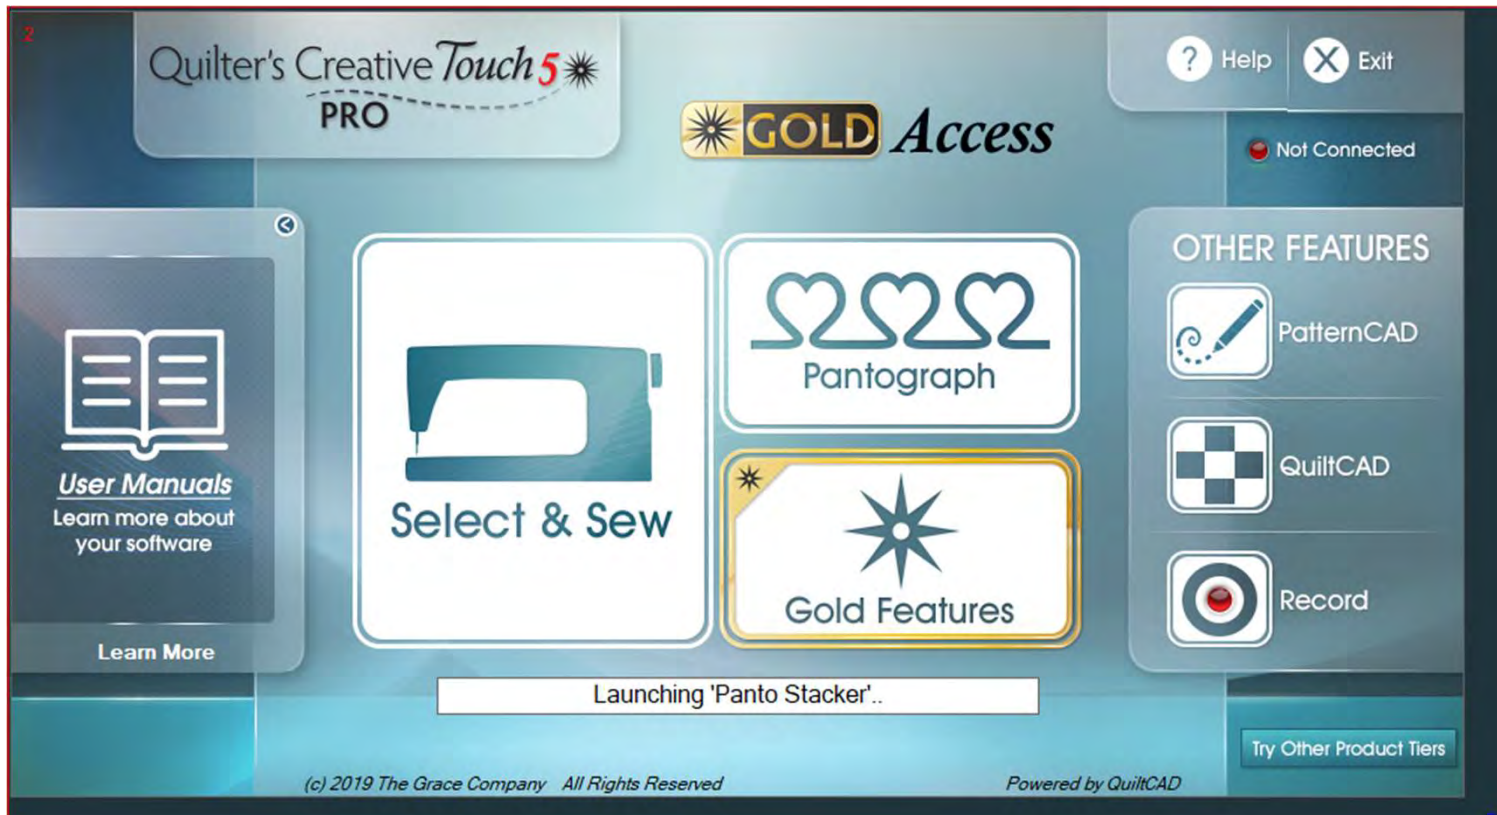 2
Quilter's Creative Touch 5
PRO
GOLD Access
? Help
X Exit
Not Connected
User Manuals
Learn more about
your software
Learn More
Select & Sew
Pantograph
Gold Features
OTHER FEATURES
PatternCAD
QuiltCAD
Record
Launching 'Panto Stacker'..
Try Other Product Tiers
(c) 2019 The Grace Company All Rights Reserved
Powered by QuiltCAD